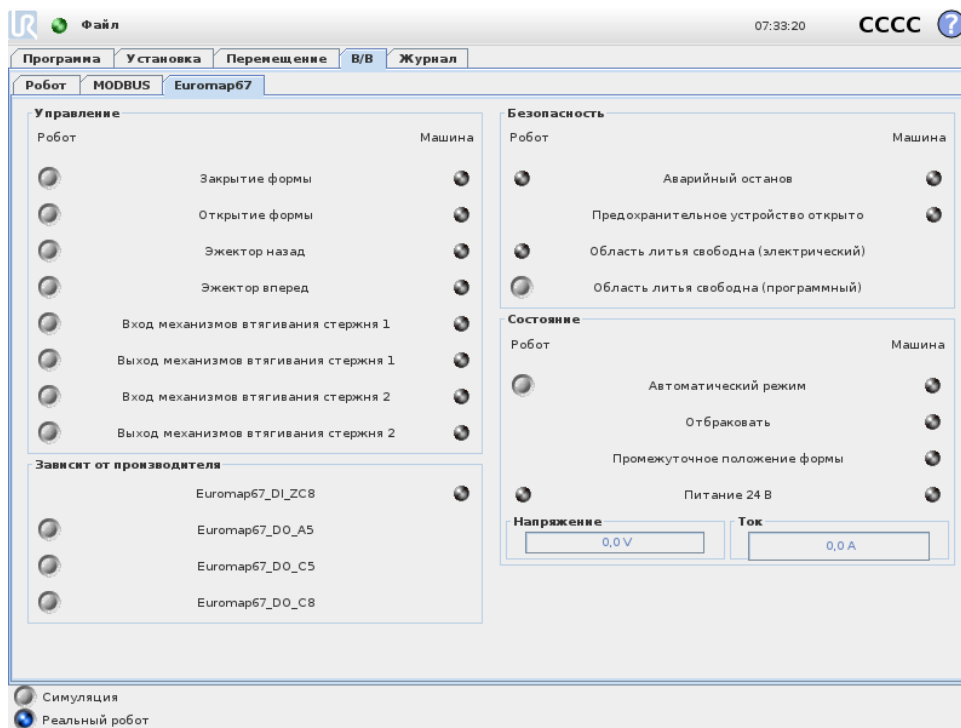 UR Файл 07:33:20 CCCC ?
Программа Установка Перемещение В/В Журнал
Робот MODBUS Euromap67
Управление
Робот Машина
Закрытие формы
Открытие формы
Эжектор назад
Эжектор вперед
Вход механизмов втягивания стержня 1
Выход механизмов втягивания стержня 1
Вход механизмов втягивания стержня 2
Выход механизмов втягивания стержня 2
Зависит от производителя
Euromap67_DI_ZC8
Euromap67_DO_A5
Euromap67_DO_C5
Euromap67_DO_C8
Безопасность
Робот Машина
Аварийный останов
Предохранительное устройство открыто
Область литья свободна (электрический)
Область литья свободна (программный)
Состояние
Робот Машина
Автоматический режим
Отбраковать
Промежуточное положение формы
Питание 24 В
Напряжение Ток
0,0 V 0,0 A
Симуляция
Реальный робот